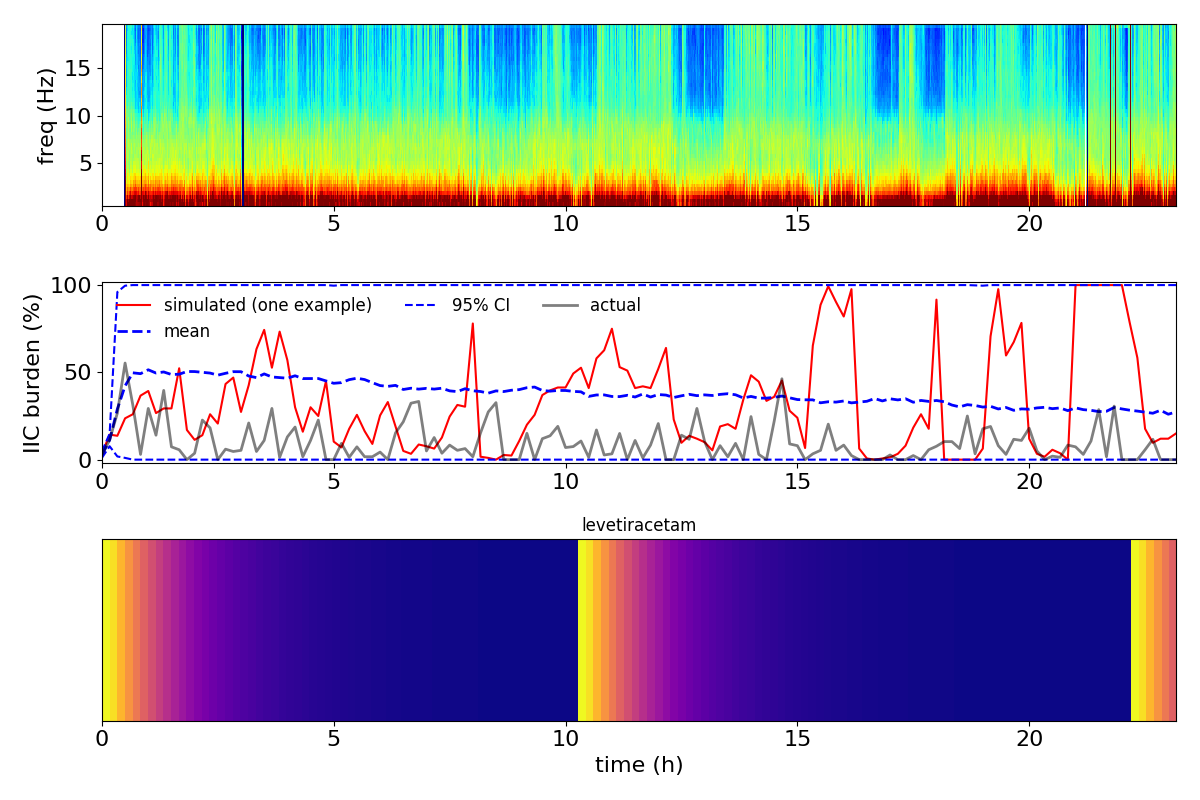 freq (Hz)
15
10
5
0 5 10 15 20
IIC burden (%)
100
50
0
simulated (one example) 95% CI actual
mean
0 5 10 15 20
levetiracetam
0 5 10 15 20
time (h)